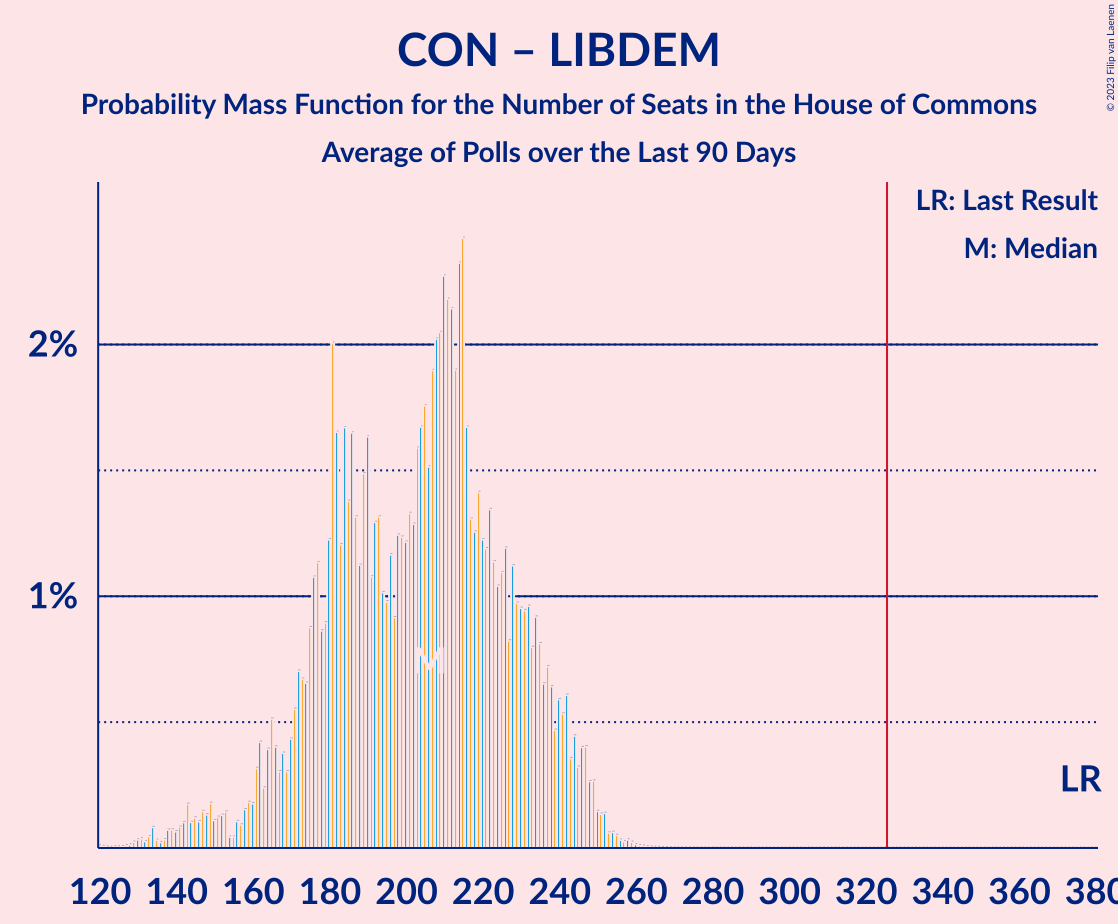 CON – LIBDEM
Probability Mass Function for the Number of Seats in the House of Commons
Average of Polls over the Last 90 Days
© 2023 Filip van Laenen
LR: Last Result
M: Median
2%
1%
M
LR
120 140 160 180 200 220 240 260 280 300 320 340 360 380